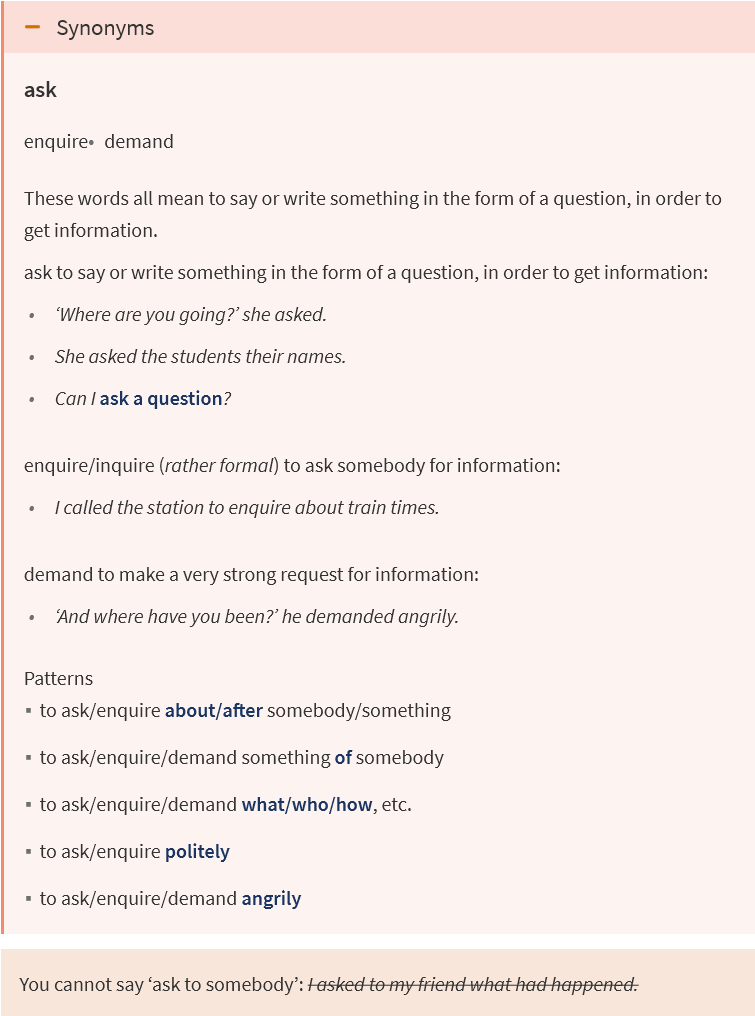 Synonyms
ask
enquire• demand
These words all mean to say or write something in the form of a question, in order to
get information.
ask to say or write something in the form of a question, in order to get information:
• ‘Where are you going?’ she asked.
• She asked the students their names.
• Can I ask a question?
enquire/inquire (rather formal) to ask somebody for information:
• I called the station to enquire about train times.
demand to make a very strong request for information:
• ‘And where have you been?’ he demanded angrily.
Patterns
▪ to ask/enquire about/after somebody/something
▪ to ask/enquire/demand something of somebody
▪ to ask/enquire/demand what/who/how, etc.
▪ to ask/enquire politely
▪ to ask/enquire/demand angrily
You cannot say ‘ask to somebody’: I asked to my friend what had happened.